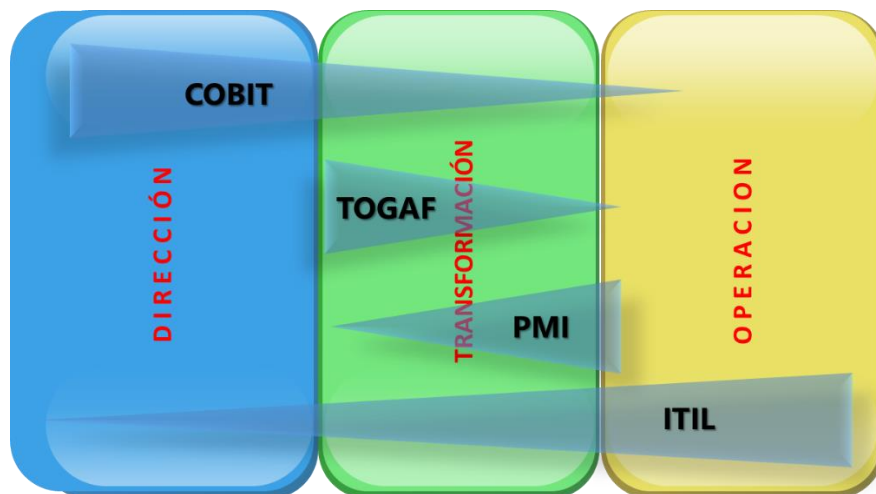 COBIT
DIRECCIÓN
TOGAF
TRANSFORMACIÓN
PMI
OPERACION
ITIL